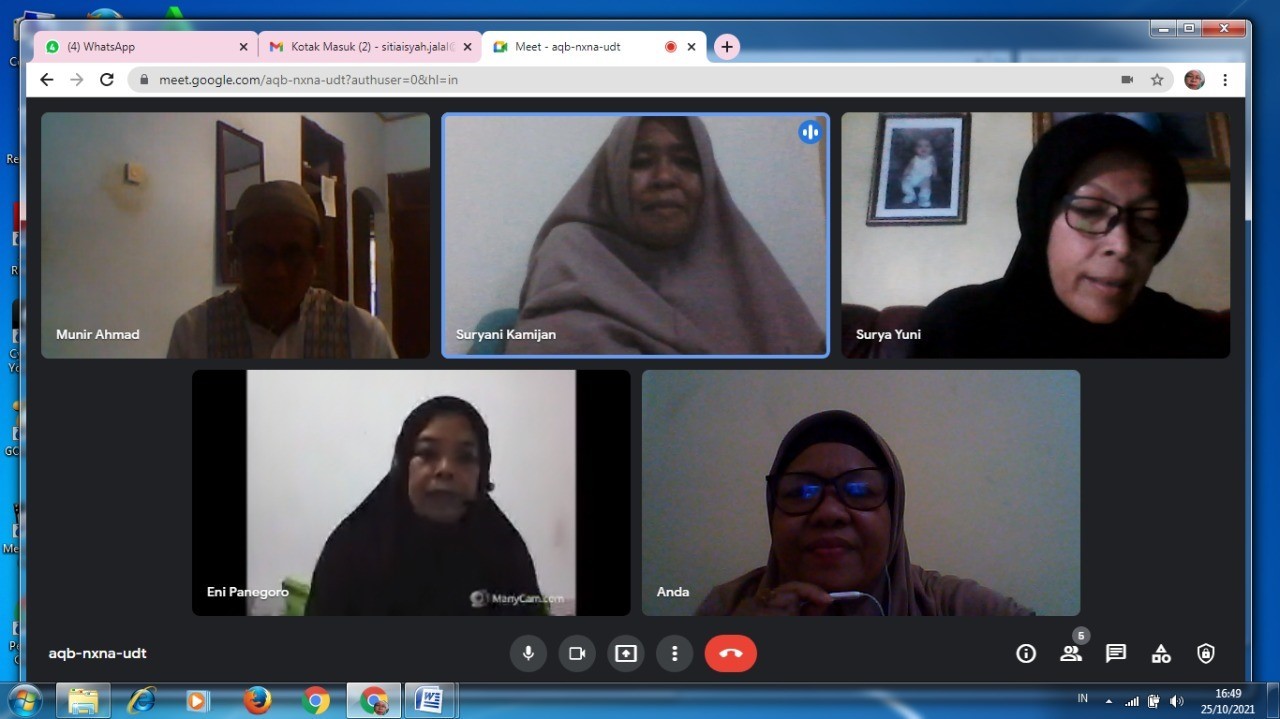 (4) WhatsApp
Kotak Masuk (2) - sitiaisyah.jalal
Meet - aqb-nxna-udt
meet.google.com/aqb-nxna-udt?authuser=0&hl=in
Munir Ahmad
Suryani Kamijan
Surya Yuni
Eni Panegoro
ManyCam.com
Anda
aqb-nxna-udt
5
IN
16:49
25/10/2021